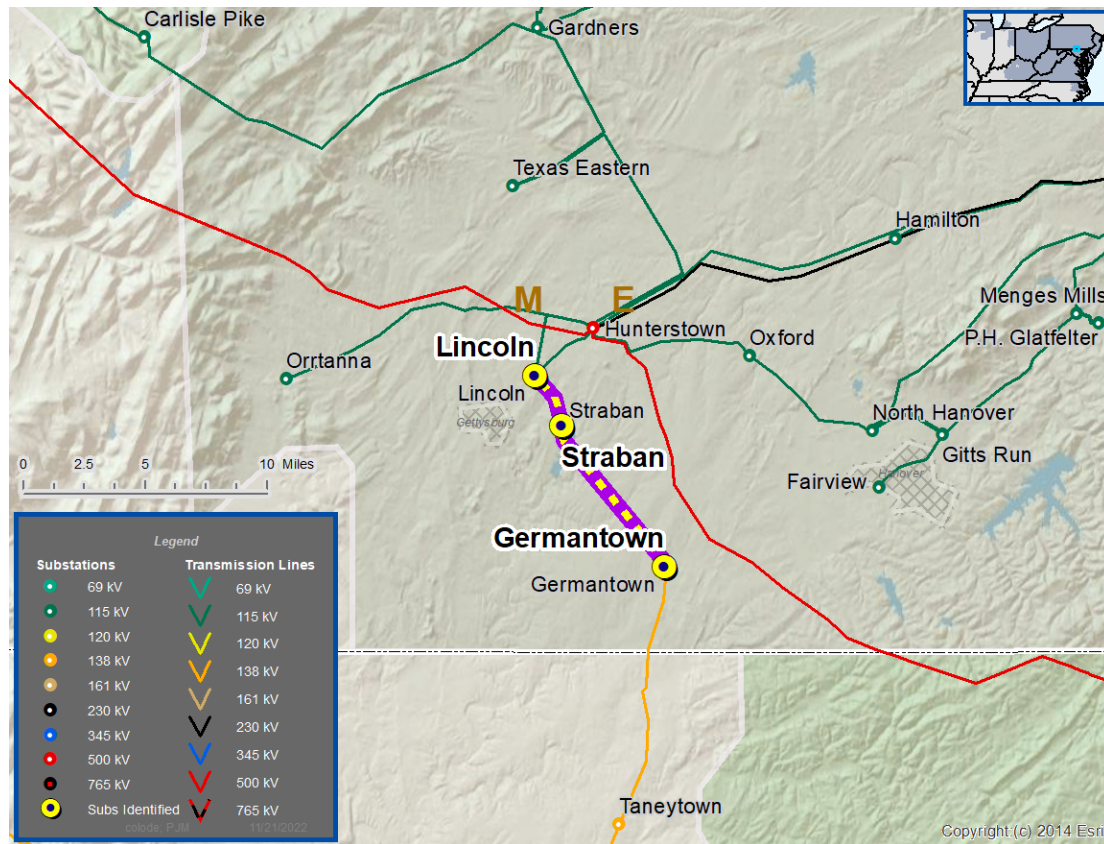 Carlisle Pike
Gardners
Texas Eastern
Hamilton
M E
Hunterstown
Menges Mills
P.H. Glatfelter
Oxford
Lincoln
Orrtanna
Lincoln
Straban
Gettysburg
North Hanover
Gitts Run
Straban
Fairview
Hanover
0 2.5 5 10 Miles
Germantown
Germantown
Legend
Substations Transmission Lines
69 kV 69 kV
115 kV 115 kV
120 kV 120 kV
138 kV 138 kV
161 kV 161 kV
230 kV 230 kV
345 kV 345 kV
500 kV 500 kV
765 kV 765 kV
Subs Identified
colode, PJM 11/21/2022
Taneytown
Copyright:(c) 2014 Esri